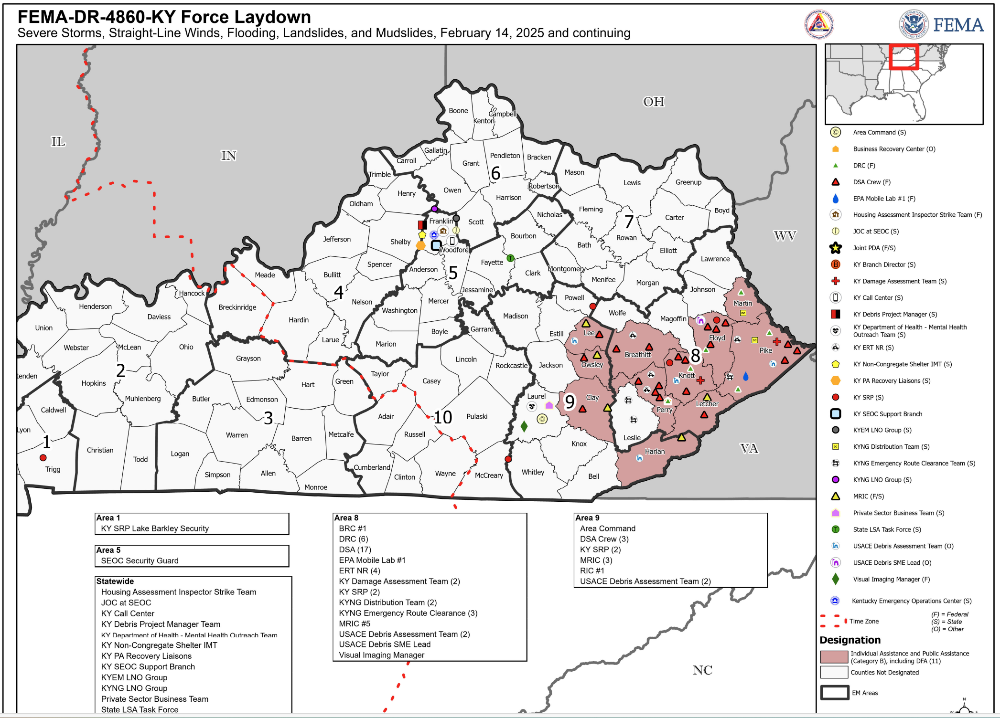 FEMA-DR-4860-KY Force Laydown
Severe Storms, Straight-Line Winds, Flooding, Landslides, and Mudslides, February 14, 2025 and continuing
FEMA
IL
IN
OH
WV
VA
NC
Boone
Kenton
Campbell
Gallatin
Carroll
Grant
Pendleton
Bracken
6
Trimble
Mason
Lewis
Greenup
Robertson
Henry
Owen
Harrison
Oldham
Fleming
Nicholas
Boyd
Carter
7
Franklin
Scott
Bourbon
Rowan
Jefferson
Shelby
J
Woodford
Bath
Elliott
Lawrence
T
Spencer
Fayette
Anderson
5
Clark
Montgomery
Meade
Bullitt
Menifee
Morgan
Johnson
Hancock
4
Jessamine
Henderson
Breckinridge
Nelson
Mercer
Powell
Martin
Daviess
Washington
Madison
Wolfe
DC
Hardin
Magoffin
Union
Boyle
Garrard
Estill
Lee
Larue
Floyd
DC
Webster
McLean
Ohio
Marion
Breathitt
8
Pike
Grayson
Lincoln
Rockcastle
Jackson
Owsley
2
Taylor
Knott
tenden
Hopkins
Hart
Green
Casey
Muhlenberg
Butler
Edmonson
Laurel
9
Clay
Letcher
Caldwell
3
Adair
10
Pulaski
C
Perry
Lyon
Warren
Barren
Metcalfe
Russell
Leslie
1
Christian
Logan
Knox
Harlan
Todd
Cumberland
Trigg
Simpson
Allen
Clinton
Wayne
McCreary
Whitley
Bell
Monroe
Area 1
KY SRP Lake Barkley Security
Area 5
SEOC Security Guard
Statewide
Housing Assessment Inspector Strike Team
JOC at SEOC
KY Call Center
KY Debris Project Manager Team
KY Department of Health - Mental Health Outreach Team
KY Non-Congregate Shelter IMT
KY PA Recovery Liaisons
KY SEOC Support Branch
KYEM LNO Group
KYNG LNO Group
Private Sector Business Team
State LSA Task Force
Area 8
BRC #1
DRC (6)
DSA (17)
EPA Mobile Lab #1
ERT NR (4)
KY Damage Assessment Team (2)
KY SRP (2)
KYNG Distribution Team (2)
KYNG Emergency Route Clearance (3)
MRIC #5
USACE Debris Assessment Team (2)
USACE Debris SME Lead
Visual Imaging Manager
Area 9
Area Command
DSA Crew (3)
KY SRP (2)
MRIC (3)
RIC #1
USACE Debris Assessment Team (2)
C Area Command (S)
Business Recovery Center (O)
DRC (F)
DSA Crew (F)
EPA Mobile Lab #1 (F)
Housing Assessment Inspector Strike Team (F)
J JOC at SEOC (S)
Joint PDA (F/S)
B KY Branch Director (S)
KY Damage Assessment Team (S)
KY Call Center (S)
KY Debris Project Manager (S)
KY Department of Health - Mental Health
Outreach Team (S)
KY ERT NR (S)
KY Non-Congregate Shelter IMT (S)
KY PA Recovery Liaisons (S)
KY SRP (S)
KY SEOC Support Branch
KYEM LNO Group (S)
DC KYNG Distribution Team (S)
KYNG Emergency Route Clearance Team (S)
KYNG LNO Group (S)
MRIC (F/S)
Private Sector Business Team (S)
T State LSA Task Force (S)
USACE Debris Assessment Team (O)
USACE Debris SME Lead (O)
Visual Imaging Manager (F)
Kentucky Emergency Operations Center (S)
Time Zone
(F) = Federal
(S) = State
(O) = Other
Designation
Individual Assistance and Public Assistance
(Category B), including DFA (11)
Counties Not Designated
EM Areas
N
W
E